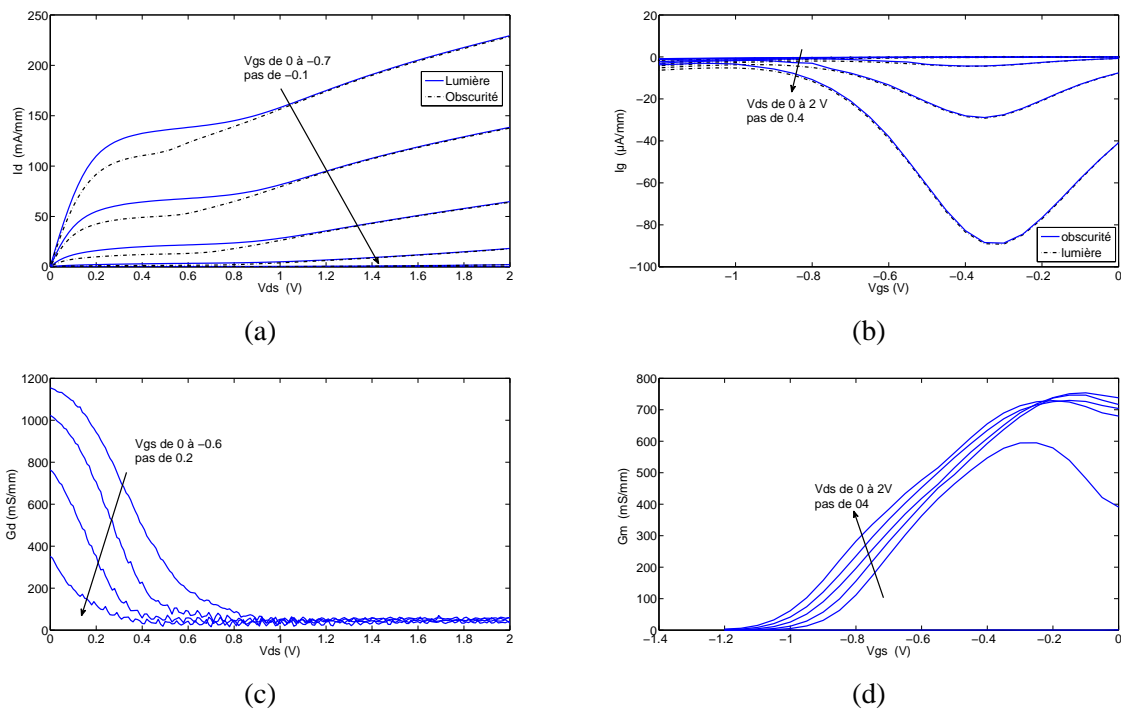 250
200
150
100
50
0
Id (mA/mm)
Vgs de 0 à −0.7
pas de −0.1
Lumière
Obscurité
0 0.2 0.4 0.6 0.8 1 1.2 1.4 1.6 1.8 2
Vds (V)
(a)
20
0
−20
−40
−60
−80
−100
Ig (µA/mm)
Vds de 0 à 2 V
pas de 0.4
obscurité
lumière
−1 −0.8 −0.6 −0.4 −0.2 0
Vgs (V)
(b)
1200
1000
800
600
400
200
0
Gd (mS/mm)
Vgs de 0 à −0.6
pas de 0.2
0 0.2 0.4 0.6 0.8 1 1.2 1.4 1.6 1.8 2
Vds (V)
(c)
800
700
600
500
400
300
200
100
0
Gm (mS/mm)
Vds de 0 à 2V
pas de 04
−1.4 −1.2 −1 −0.8 −0.6 −0.4 −0.2 0
Vgs (V)
(d)